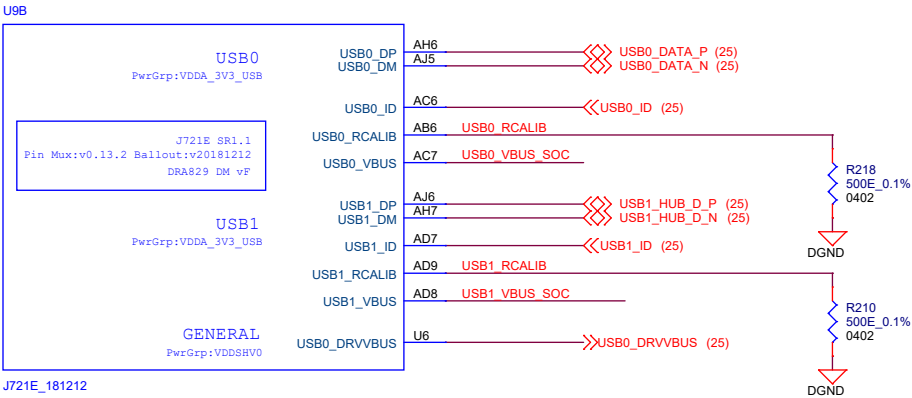 U9B
USB0
PwrGrp:VDDA_3V3_USB
J721E SR1.1
Pin Mux:v0.13.2 Ballout:v20181212
DRA829 DM vF
USB1
PwrGrp:VDDA_3V3_USB
GENERAL
PwrGrp:VDDSHV0
USB0_DP AH6 USB0_DATA_P (25)
USB0_DM AJ5 USB0_DATA_N (25)
USB0_ID AC6 USB0_ID (25)
USB0_RCALIB AB6 USB0_RCALIB
USB0_VBUS AC7 USB0_VBUS_SOC
R218
500E_0.1%
0402
DGND
USB1_DP AJ6 USB1_HUB_D_P (25)
USB1_DM AH7 USB1_HUB_D_N (25)
USB1_ID AD7 USB1_ID (25)
USB1_RCALIB AD9 USB1_RCALIB
USB1_VBUS AD8 USB1_VBUS_SOC
R210
500E_0.1%
0402
DGND
USB0_DRVVBUS U6 USB0_DRVVBUS (25)
J721E_181212